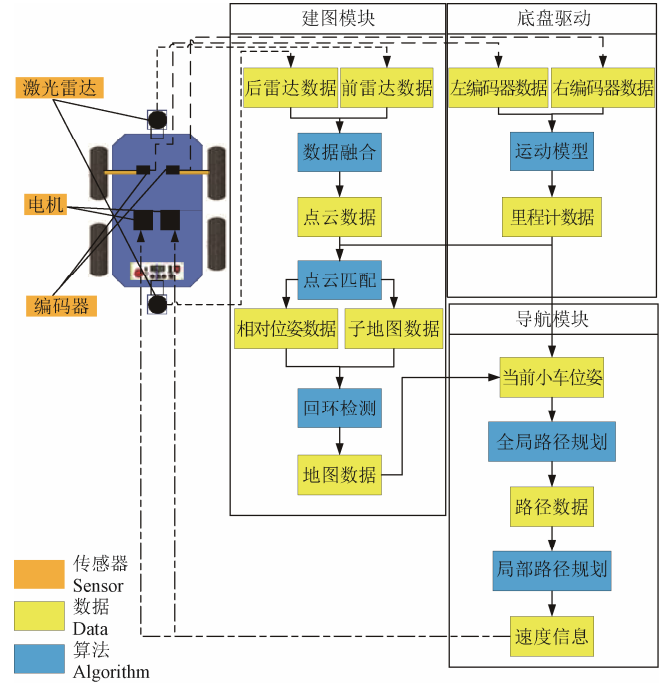 建图模块
底盘驱动
激光雷达
后雷达数据
前雷达数据
左编码器数据
右编码器数据
数据融合
运动模型
电机
点云数据
里程计数据
点云匹配
编码器
相对位姿数据
子地图数据
导航模块
当前小车位姿
回环检测
全局路径规划
地图数据
路径数据
局部路径规划
速度信息
传感器
Sensor
数据
Data
算法
Algorithm